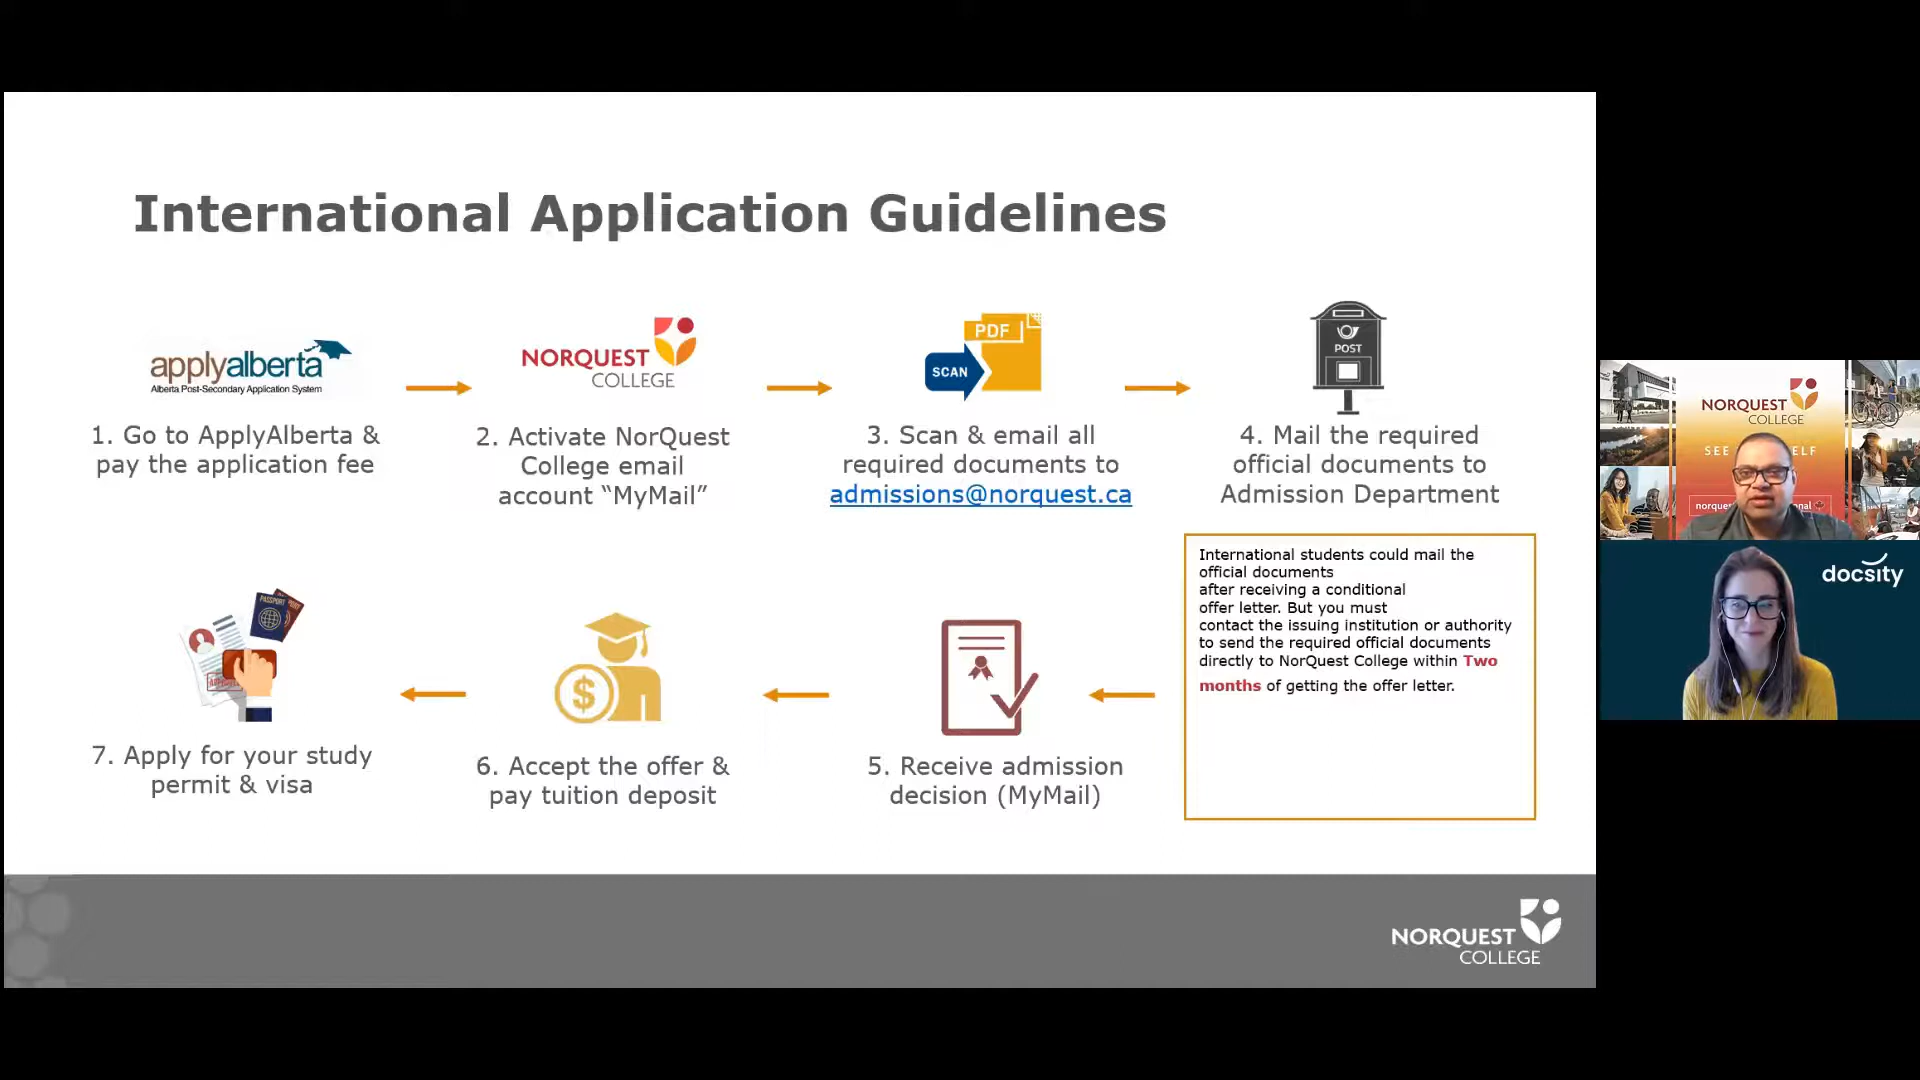 International Application Guidelines
applyalberta
Alberta Post-Secondary Application System
1. Go to ApplyAlberta &
pay the application fee
NORQUEST
COLLEGE
2. Activate NorQuest
College email
account “MyMail”
PDF
SCAN
3. Scan & email all
required documents to
admissions@norquest.ca
POST
4. Mail the required
official documents to
Admission Department
International students could mail the
official documents
after receiving a conditional
offer letter. But you must
contact the issuing institution or authority
to send the required official documents
directly to NorQuest College within Two
months of getting the offer letter.
5. Receive admission
decision (MyMail)
$
6. Accept the offer &
pay tuition deposit
PASSPORT
7. Apply for your study
permit & visa
NORQUEST
COLLEGE
NORQUEST
COLLEGE
SEE
ELF
docsity